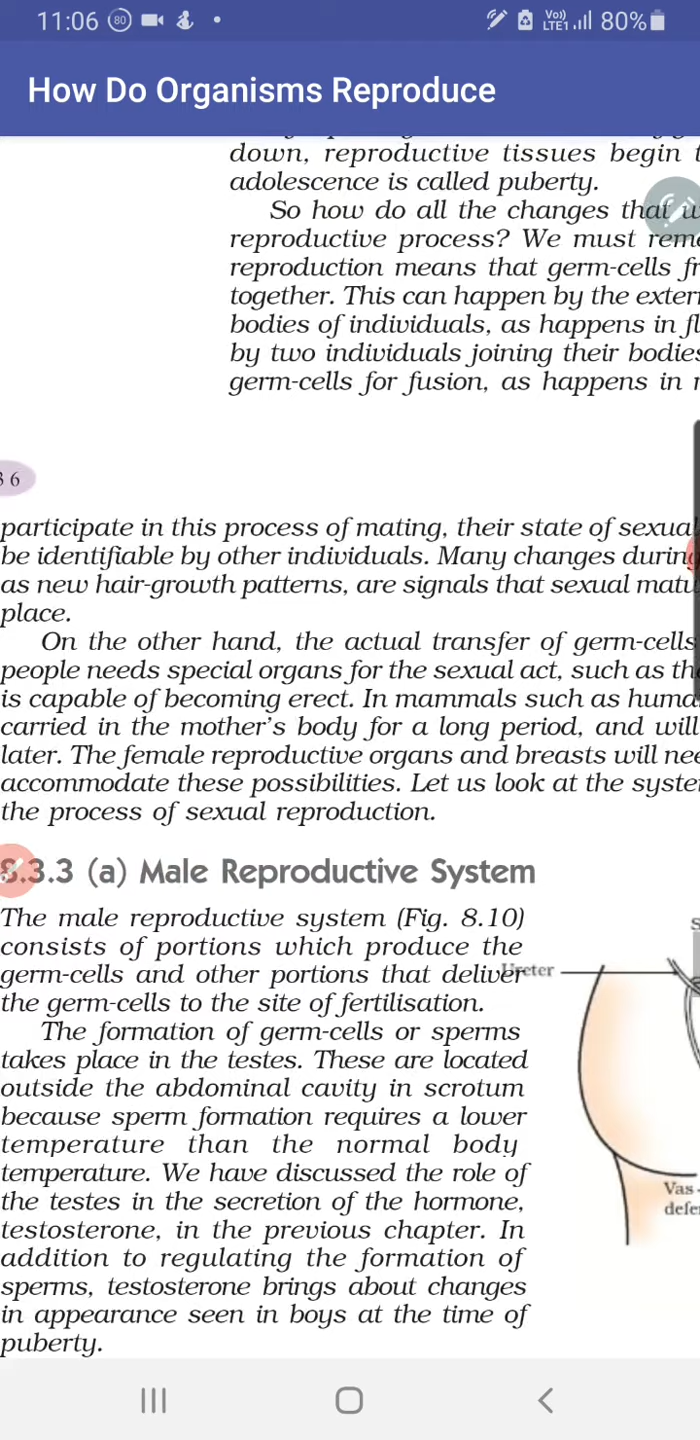 11:06 80 Vo)) LTE1 80%
How Do Organisms Reproduce
down, reproductive tissues begin
adolescence is called puberty.
So how do all the changes that
reproductive process? We must
reproduction means that germ-cells
together. This can happen by the
bodies of individuals, as happens in
by two individuals joining their bodies
germ-cells for fusion, as happens in
36
participate in this process of mating, their state of sexual
be identifiable by other individuals. Many changes during
as new hair-growth patterns, are signals that sexual
place.
On the other hand, the actual transfer of germ-cells
people needs special organs for the sexual act, such as
is capable of becoming erect. In mammals such as
carried in the mother's body for a long period, and will
later. The female reproductive organs and breasts will
accommodate these possibilities. Let us look at the
the process of sexual reproduction.
8.3.3 (a) Male Reproductive System
The male reproductive system (Fig. 8.10)
consists of portions which produce the
germ-cells and other portions that deliver
the germ-cells to the site of fertilisation.
The formation of germ-cells or sperms
takes place in the testes. These are located
outside the abdominal cavity in scrotum
because sperm formation requires a lower
temperature than the normal body
temperature. We have discussed the role of
the testes in the secretion of the hormone,
testosterone, in the previous chapter. In
addition to regulating the formation of
sperms, testosterone brings about changes
in appearance seen in boys at the time of
puberty.
Ureter
Vas